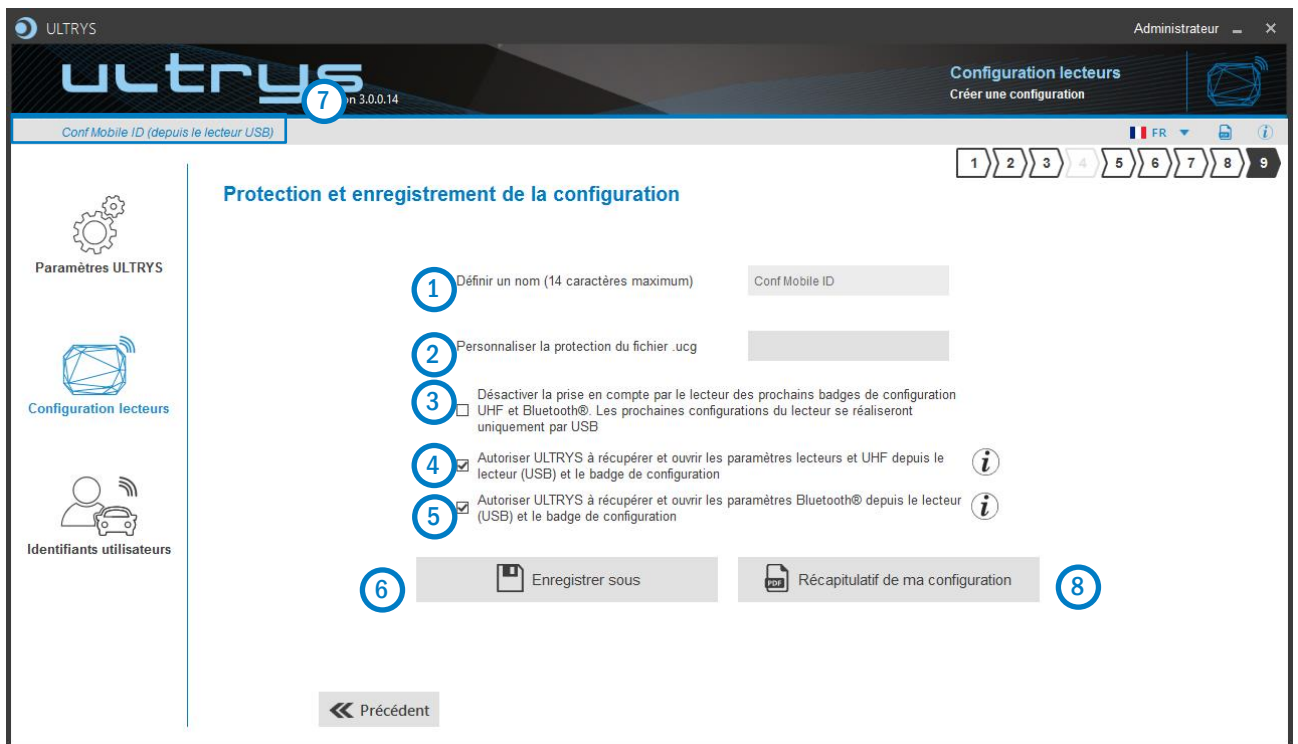 ULTRYS
Administrateur
ultrys
7
n 3.0.0.14
Configuration lecteurs
Créer une configuration
Conf Mobile ID (depuis le lecteur USB)
FR
1 2 3 4 5 6 7 8 9
Protection et enregistrement de la configuration
Paramètres ULTRYS
Configuration lecteurs
Identifiants utilisateurs
1 Définir un nom (14 caractères maximum) Conf Mobile ID
2 Personnaliser la protection du fichier .ucg
3 Désactiver la prise en compte par le lecteur des prochains badges de configuration
UHF et Bluetooth®. Les prochaines configurations du lecteur se réaliseront
uniquement par USB
4 Autoriser ULTRYS à récupérer et ouvrir les paramètres lecteurs et UHF depuis le
lecteur (USB) et le badge de configuration
5 Autoriser ULTRYS à récupérer et ouvrir les paramètres Bluetooth® depuis le lecteur
(USB) et le badge de configuration
6 Enregistrer sous
PDF Récapitulatif de ma configuration 8
Précédent